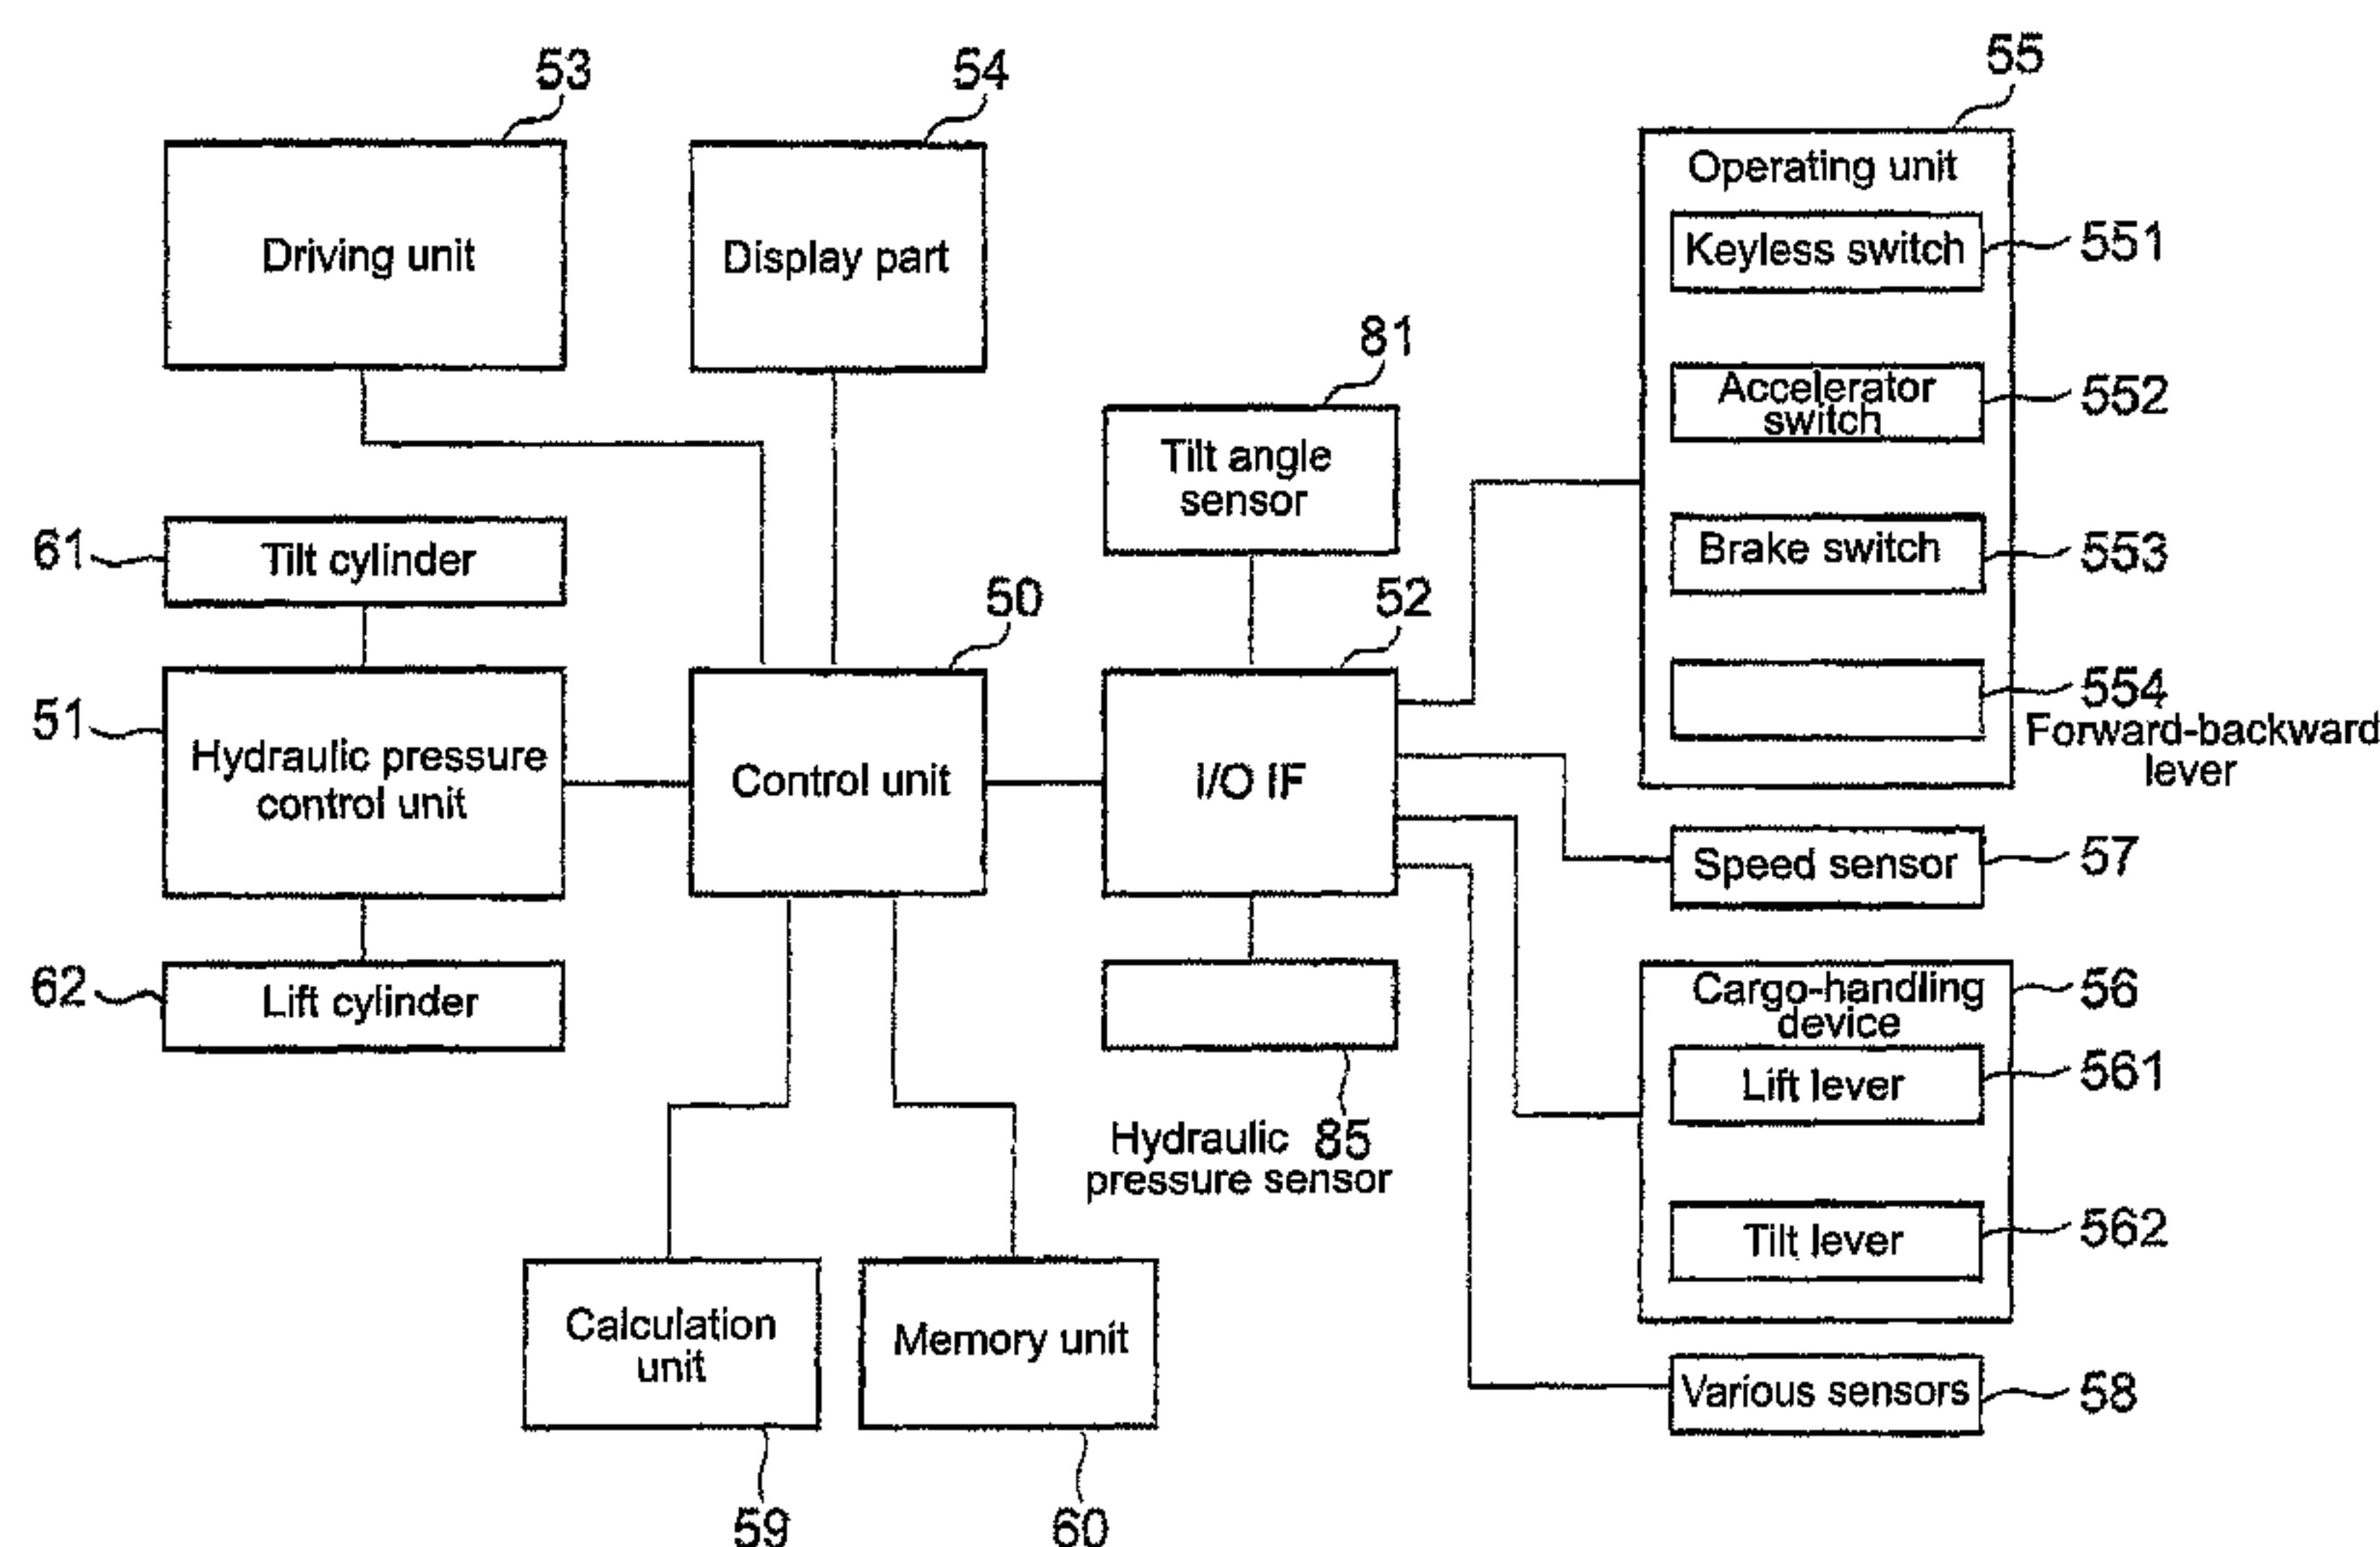 53
54
55
Driving unit
Display part
Operating unit
Keyless switch
551
Accelerator
switch
552
Brake switch
553
554
Forward-backward
lever
81
Tilt angle
sensor
61
Tilt cylinder
50
52
51
Hydraulic pressure
control unit
Control unit
I/O IF
Speed sensor
57
62
Lift cylinder
Cargo-handling
device
56
Lift lever
561
Hydraulic 85
pressure sensor
Tilt lever
562
Calculation
unit
Memory unit
Various sensors
58
59
60